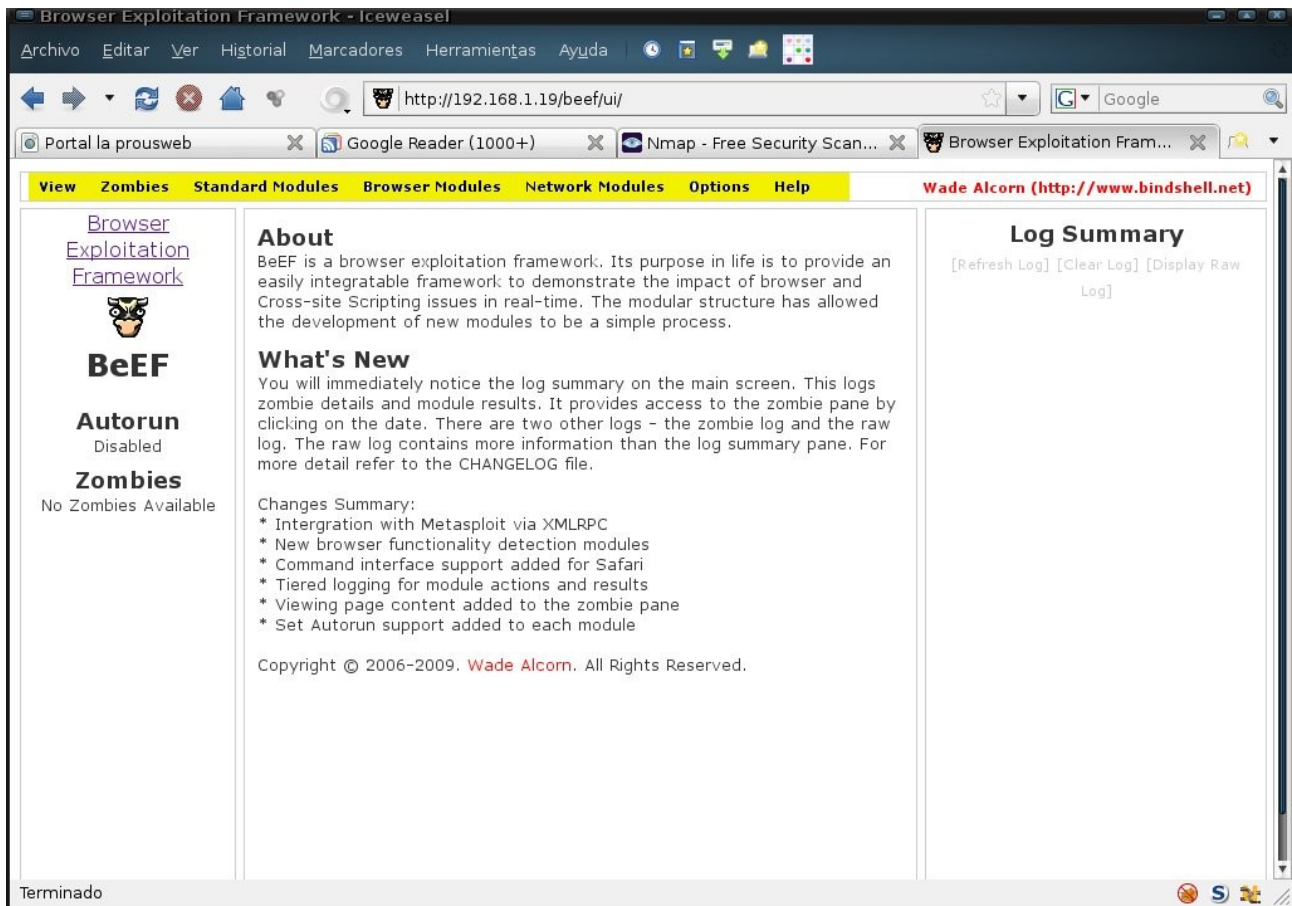 Browser Exploitation Framework - Iceweasel
Archivo Editar Ver Historial Marcadores Herramientas Ayuda
http://192.168.1.19/beef/ui/
G Google
Portal la prousweb
Google Reader (1000+)
Nmap - Free Security Scan...
Browser Exploitation Fram...
View Zombies Standard Modules Browser Modules Network Modules Options Help
Wade Alcorn (http://www.bindshell.net)
Browser
Exploitation
Framework
BeEF
Autorun
Disabled
Zombies
No Zombies Available
About
BeEF is a browser exploitation framework. Its purpose in life is to provide an
easily integratable framework to demonstrate the impact of browser and
Cross-site Scripting issues in real-time. The modular structure has allowed
the development of new modules to be a simple process.
What's New
You will immediately notice the log summary on the main screen. This logs
zombie details and module results. It provides access to the zombie pane by
clicking on the date. There are two other logs - the zombie log and the raw
log. The raw log contains more information than the log summary pane. For
more detail refer to the CHANGELOG file.
Changes Summary:
* Intergration with Metasploit via XMLRPC
* New browser functionality detection modules
* Command interface support added for Safari
* Tiered logging for module actions and results
* Viewing page content added to the zombie pane
* Set Autorun support added to each module
Copyright © 2006-2009. Wade Alcorn. All Rights Reserved.
Log Summary
[Refresh Log] [Clear Log] [Display Raw
Log]
Terminado
S